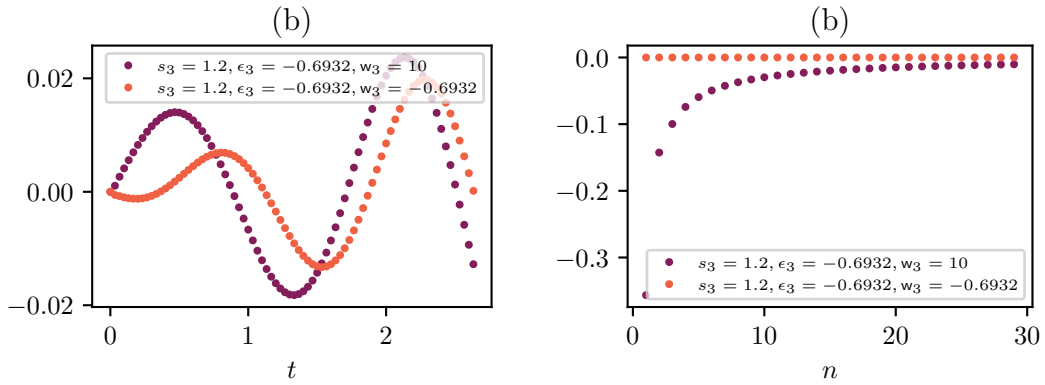 (b)
0.02
0.00
−0.02
s₃ = 1.2, ϵ₃ = −0.6932, w₃ = 10
s₃ = 1.2, ϵ₃ = −0.6932, w₃ = −0.6932
0
1
2
t
(b)
0.0
−0.1
−0.2
−0.3
s₃ = 1.2, ϵ₃ = −0.6932, w₃ = 10
s₃ = 1.2, ϵ₃ = −0.6932, w₃ = −0.6932
0
10
20
30
n